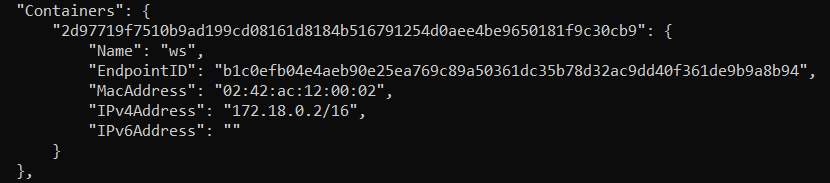 "Containers": {
"2d97719f7510b9ad199cd08161d8184b516791254d0aee4be9650181f9c30cb9": {
"Name": "ws",
"EndpointID": "b1c0efb04e4aeb90e25ea769c89a50361dc35b78d32ac9dd40f361de9b9a8b94",
"MacAddress": "02:42:ac:12:00:02",
"IPv4Address": "172.18.0.2/16",
"IPv6Address": ""
}
},